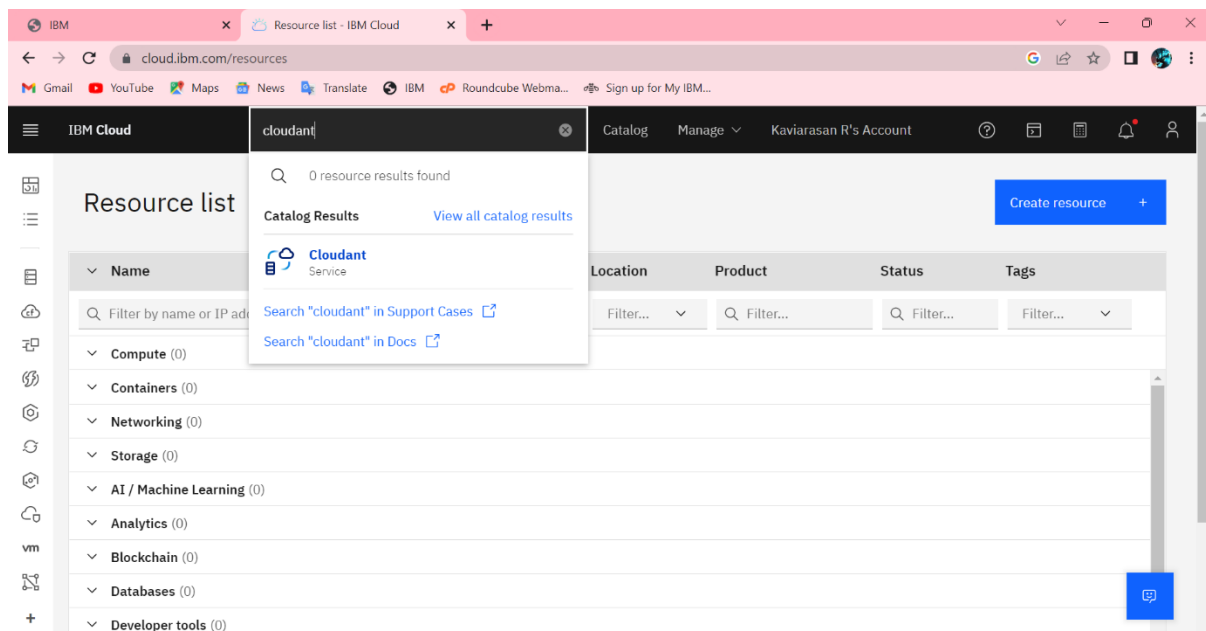 IBM
Resource list - IBM Cloud
cloud.ibm.com/resources
G
Gmail YouTube Maps News Translate IBM cP Roundcube Webma... Sign up for My IBM...
IBM Cloud
cloudant
Catalog Manage Kaviarasan R's Account
0 resource results found
Resource list
Create resource +
Catalog Results View all catalog results
Cloudant
Service
Name Location Product Status Tags
Filter by name or IP add Filter... Filter... Filter... Filter...
Search "cloudant" in Support Cases
Search "cloudant" in Docs
Compute (0)
Containers (0)
Networking (0)
Storage (0)
AI / Machine Learning (0)
Analytics (0)
vm
Blockchain (0)
Databases (0)
Developer tools (0)